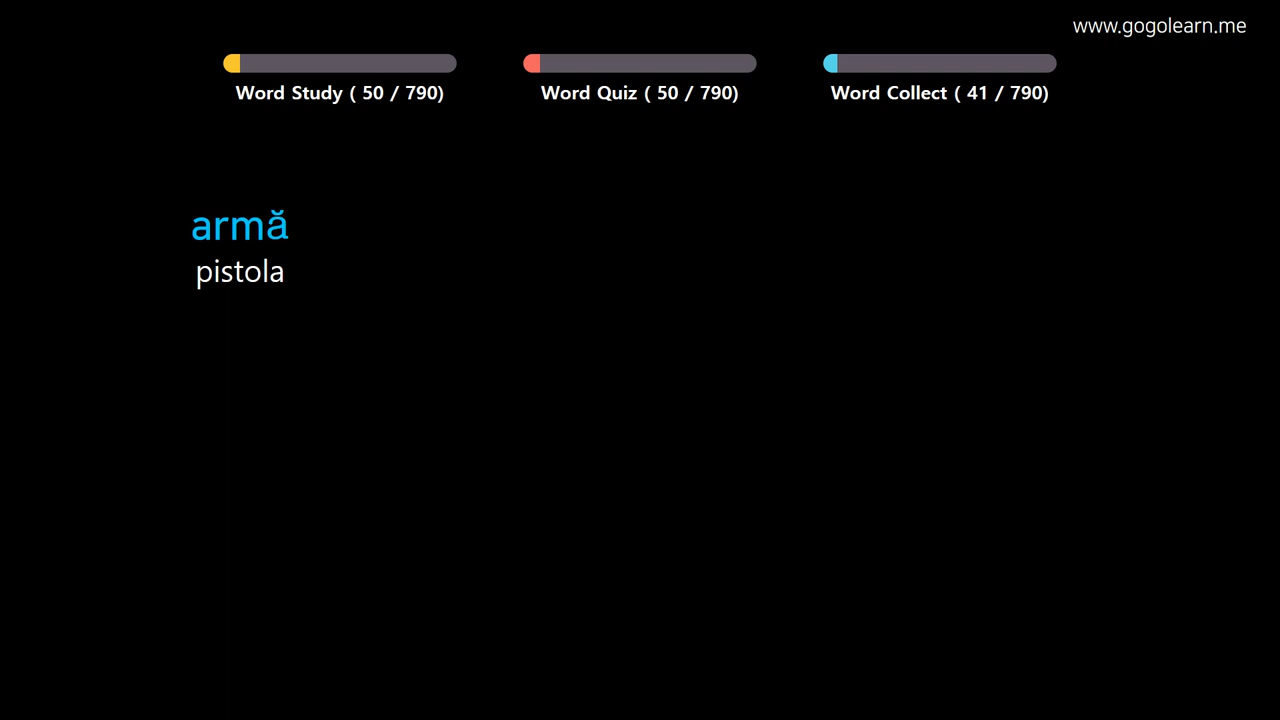 www.gogolearn.me
Word Study ( 50 / 790)
Word Quiz ( 50 / 790)
Word Collect ( 41 / 790)
armă
pistola